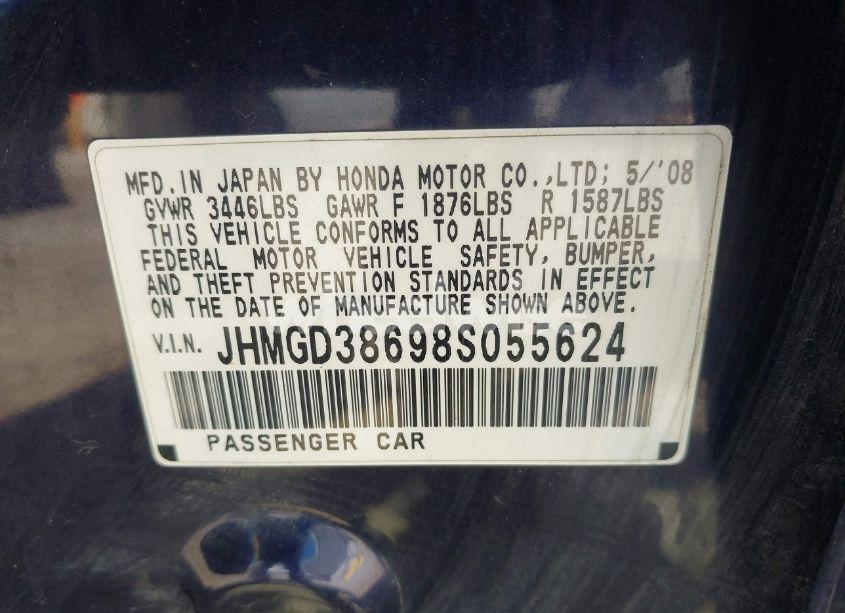 MFD.IN JAPAN BY HONDA MOTOR CO.,LTD; 5/'08
GVWR 3446LBS GAWR F 1876LBS R 1587LBS
THIS VEHICLE CONFORMS TO ALL APPLICABLE
FEDERAL MOTOR VEHICLE SAFETY, BUMPER,
AND THEFT PREVENTION STANDARDS IN EFFECT
ON THE DATE OF MANUFACTURE SHOWN ABOVE.
V.I.N. JHMGD38698S055624
PASSENGER CAR